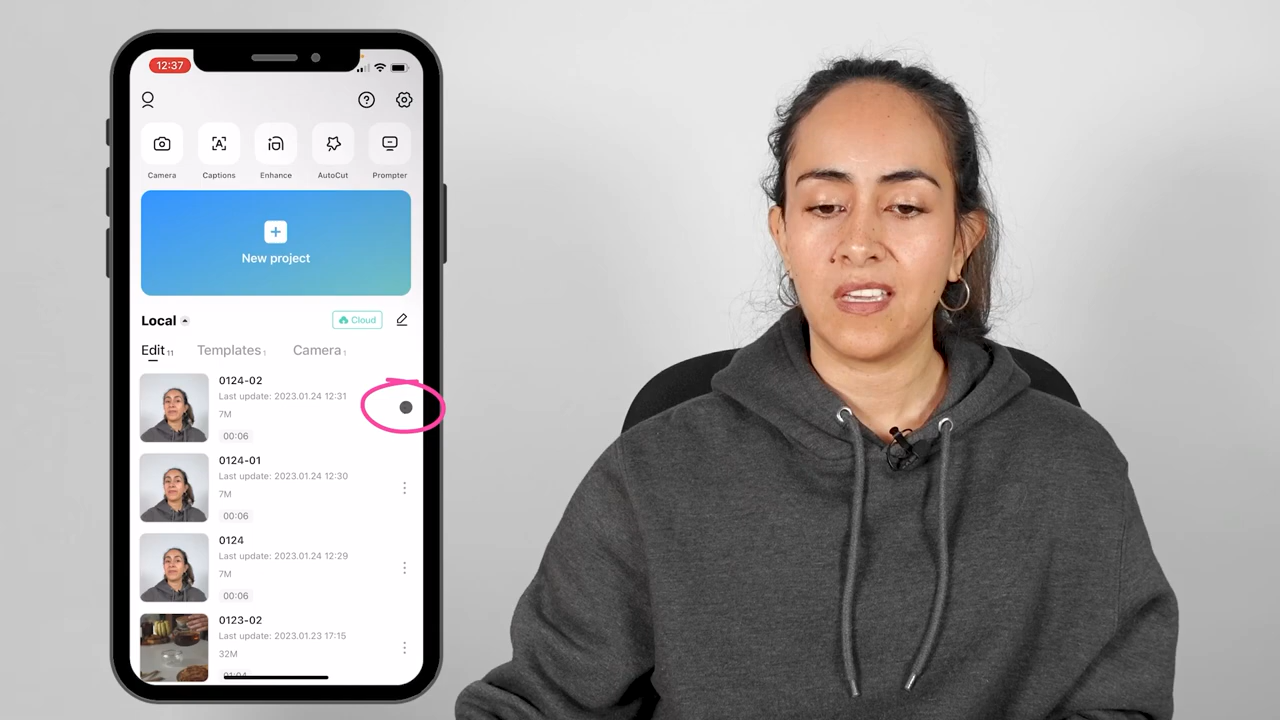 12:37
Camera
Captions
Enhance
AutoCut
Prompter
New project
Local
Cloud
Edit 11
Templates 1
Camera 1
0124-02
Last update: 2023.01.24 12:31
7M
00:06
0124-01
Last update: 2023.01.24 12:30
7M
00:06
0124
Last update: 2023.01.24 12:29
7M
00:06
0123-02
Last update: 2023.01.23 17:15
32M
01:04